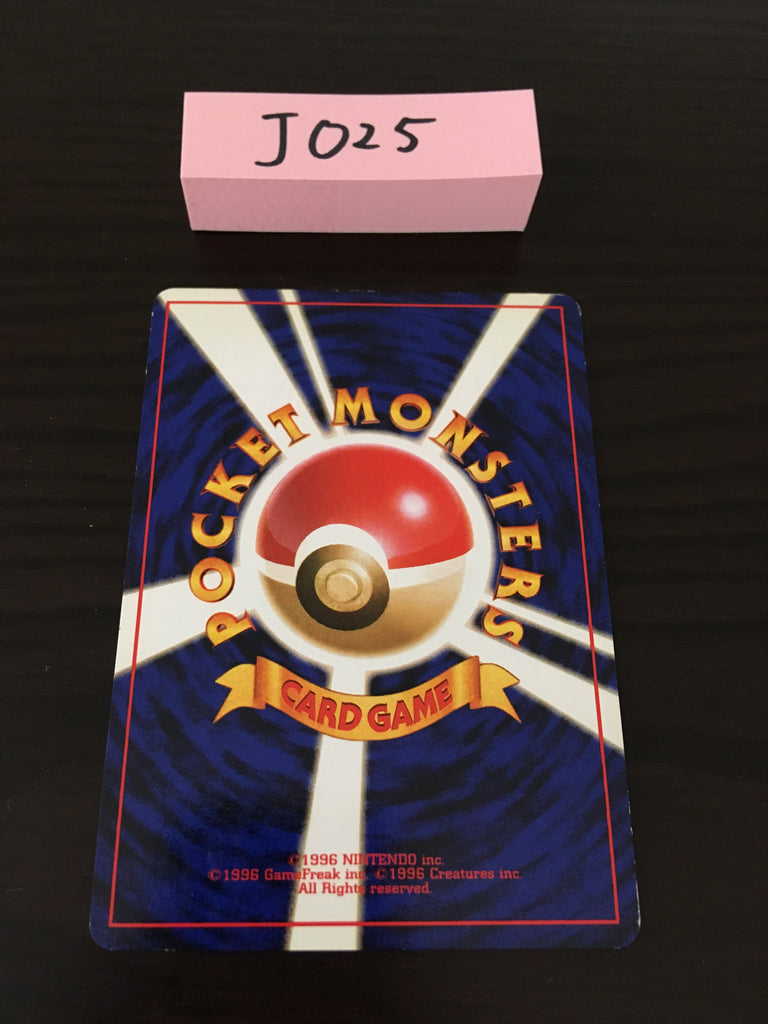 J025
POCKET MONSTERS
CARD GAME
©1996 NINTENDO inc.
©1996 GameFreak inc. ©1996 Creatures inc.
All Rights reserved.